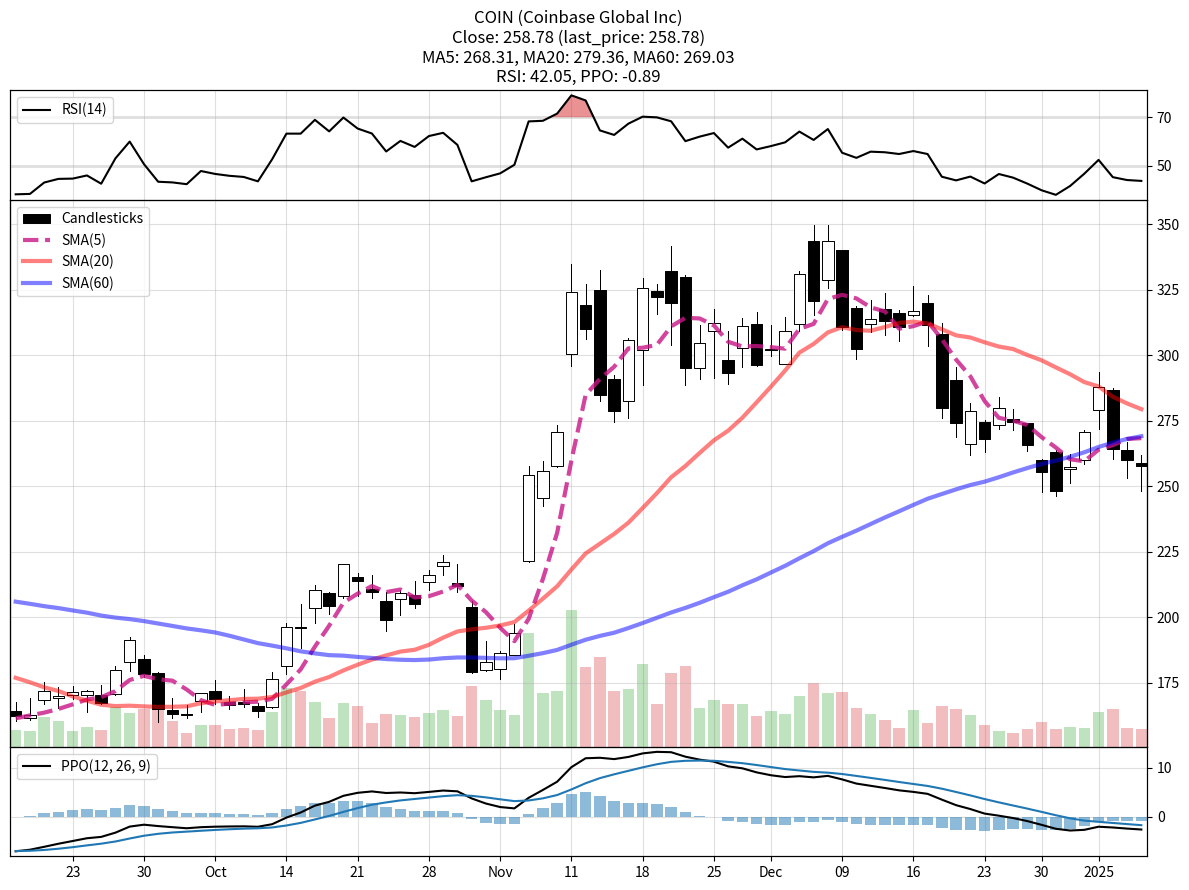 COIN (Coinbase Global Inc)
Close: 258.78 (last_price: 258.78)
MA5: 268.31, MA20: 279.36, MA60: 269.03
RSI: 42.05, PPO: -0.89
RSI(14)
70
50
Candlesticks
SMA(5)
SMA(20)
SMA(60)
350
325
300
275
250
225
200
175
PPO(12, 26, 9)
10
0
23 30 Oct 14 21 28 Nov 11 18 25 Dec 09 16 23 30 2025